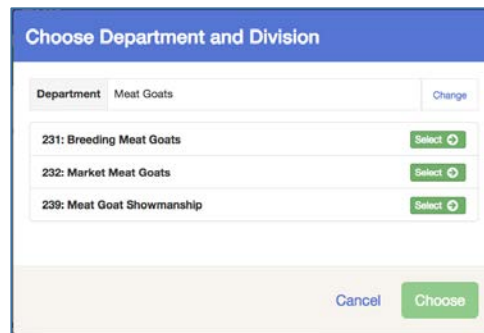 Choose Department and Division
Department Meat Goats Change
231: Breeding Meat Goats Select
232: Market Meat Goats Select
239: Meat Goat Showmanship Select
Cancel Choose